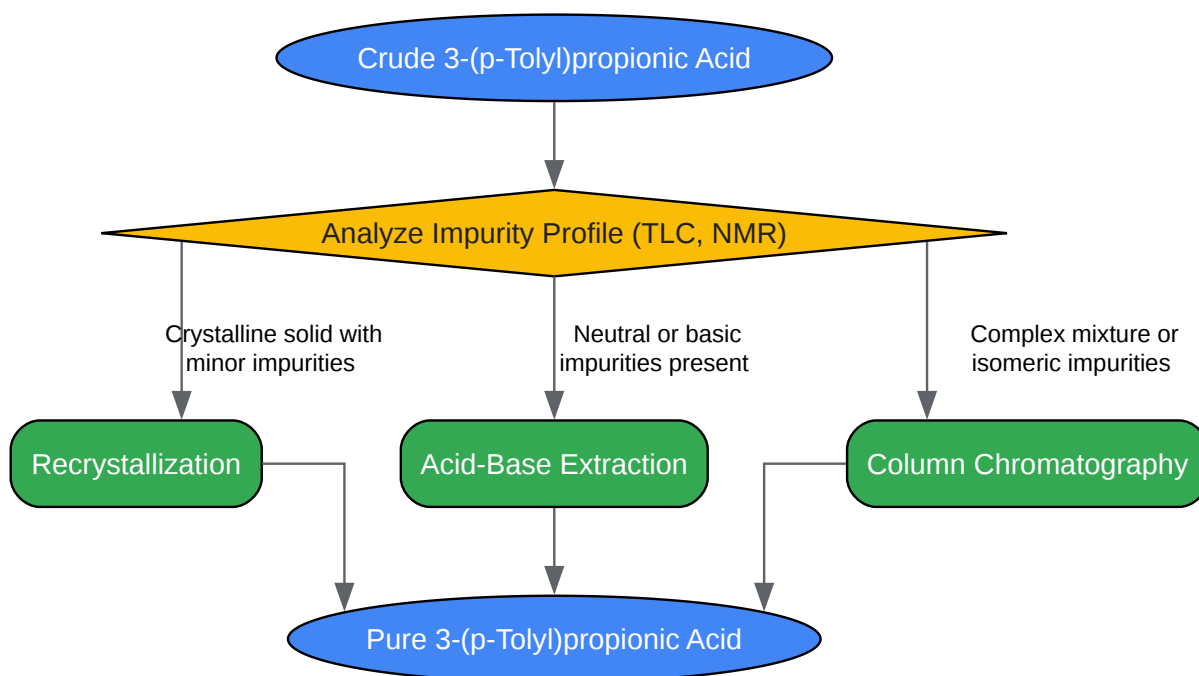 Crude 3-(p-Tolyl)propionic Acid
Analyze Impurity Profile (TLC, NMR)
Crystalline solid with
minor impurities
Neutral or basic
impurities present
Complex mixture or
isomeric impurities
Recrystallization
Acid-Base Extraction
Column Chromatography
Pure 3-(p-Tolyl)propionic Acid